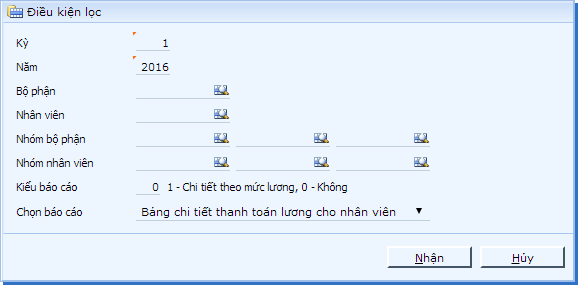 Điều kiện lọc
Kỳ 1
Năm 2016
Bộ phận
Nhân viên
Nhóm bộ phận
Nhóm nhân viên
Kiểu báo cáo 0 1 - Chi tiết theo mức lương, 0 - Không
Chọn báo cáo Bảng chi tiết thanh toán lương cho nhân viên
Nhận Hủy